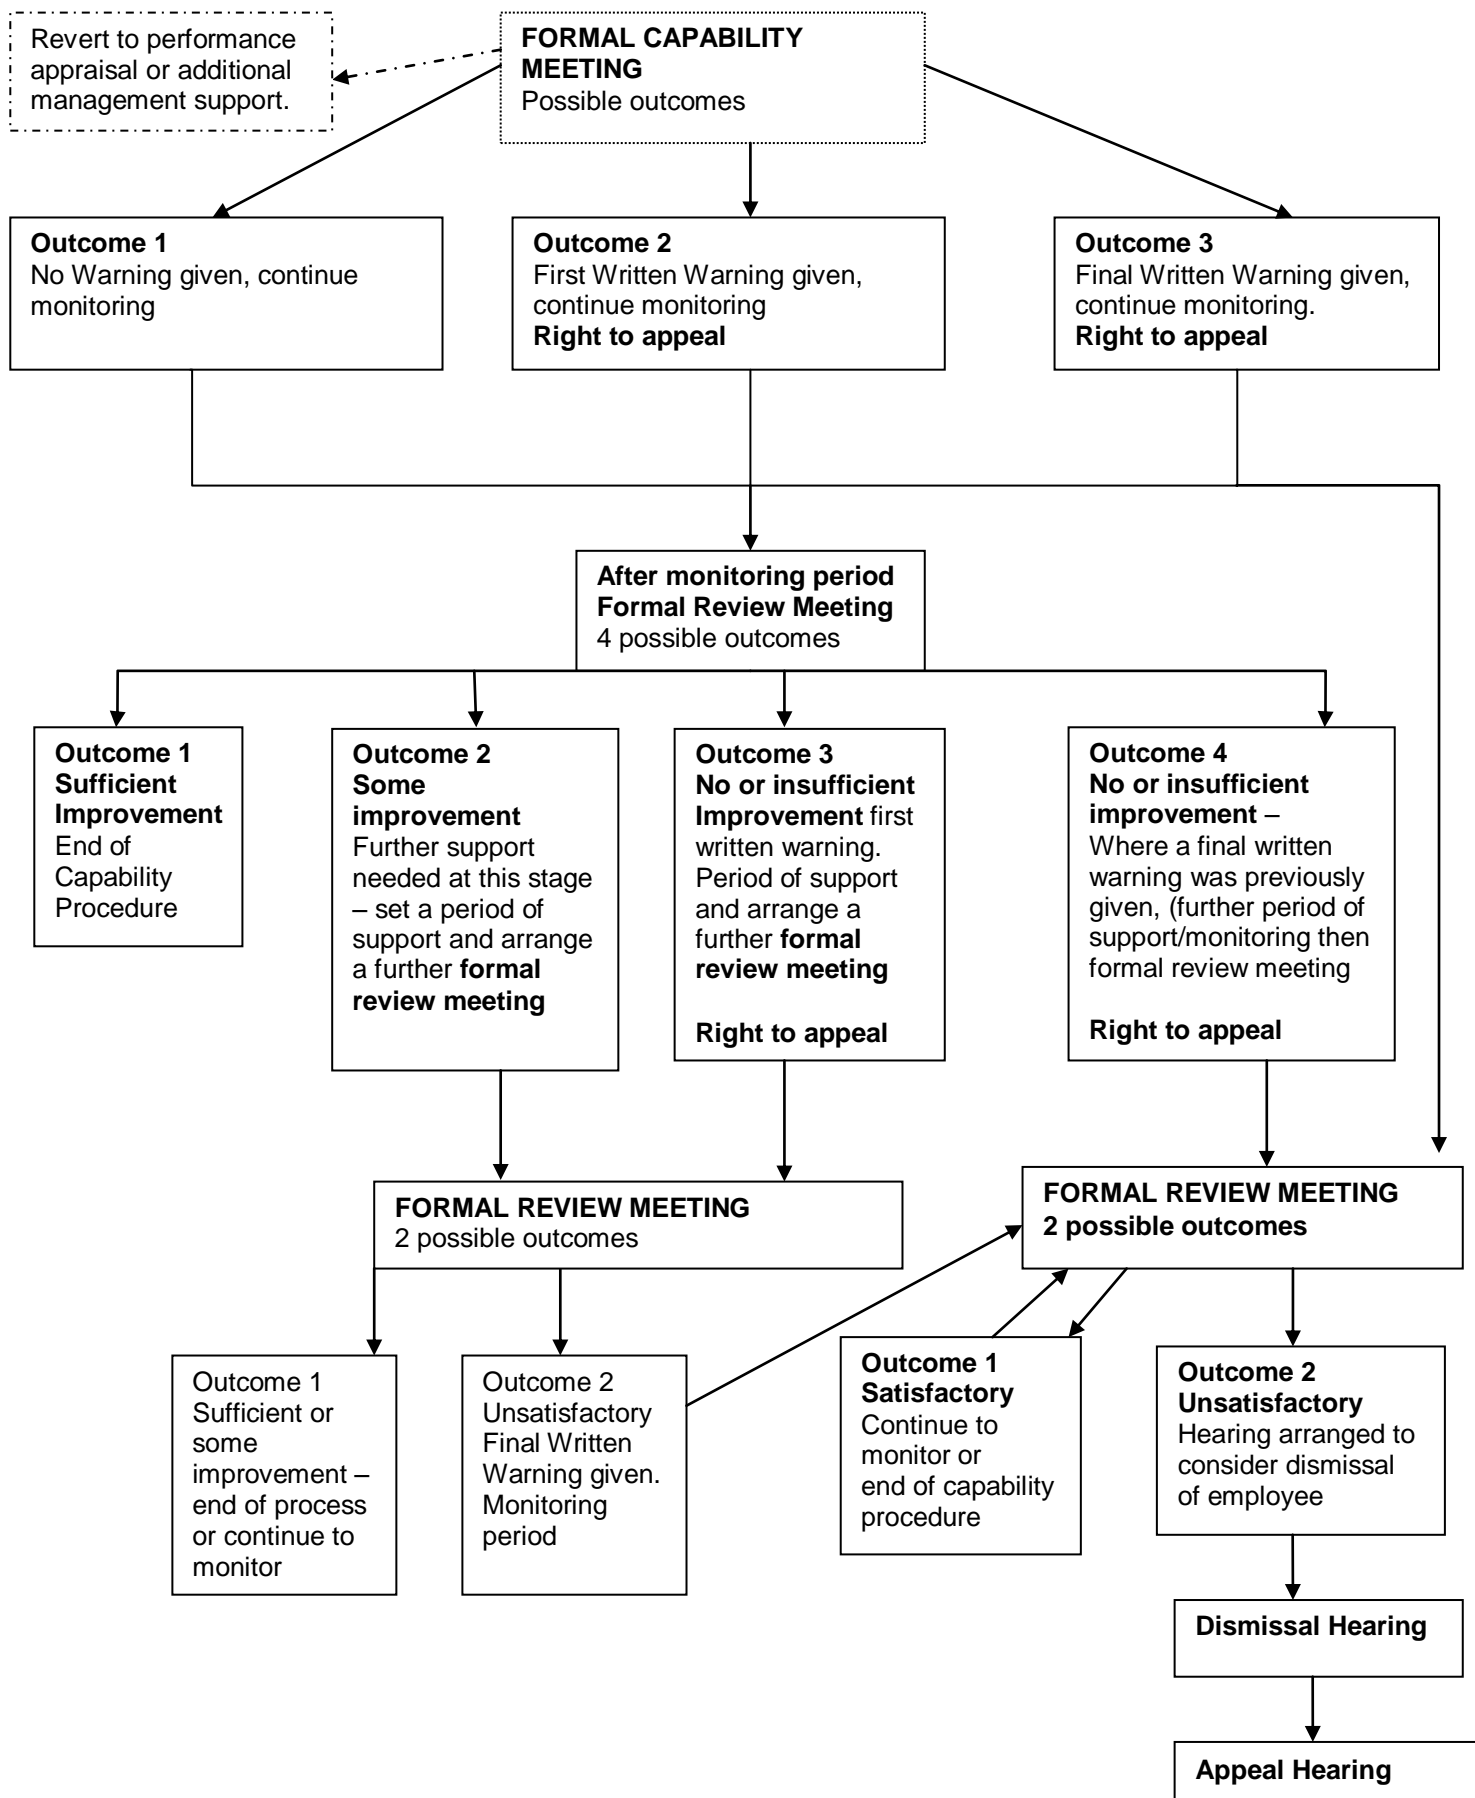 Revert to performance
appraisal or additional
management support.
FORMAL CAPABILITY
MEETING
Possible outcomes
Outcome 1
No Warning given, continue
monitoring
Outcome 2
First Written Warning given,
continue monitoring
Right to appeal
Outcome 3
Final Written Warning given,
continue monitoring.
Right to appeal
After monitoring period
Formal Review Meeting
4 possible outcomes
Outcome 1
Sufficient
Improvement
End of
Capability
Procedure
Outcome 2
Some
improvement
Further support
needed at this stage
– set a period of
support and arrange
a further formal
review meeting
Outcome 3
No or insufficient
Improvement first
written warning.
Period of support
and arrange a
further formal
review meeting
Right to appeal
Outcome 4
No or insufficient
improvement –
Where a final written
warning was previously
given, (further period of
support/monitoring then
formal review meeting
Right to appeal
FORMAL REVIEW MEETING
2 possible outcomes
FORMAL REVIEW MEETING
2 possible outcomes
Outcome 1
Sufficient or
some
improvement –
end of process
or continue to
monitor
Outcome 2
Unsatisfactory
Final Written
Warning given.
Monitoring
period
Outcome 1
Satisfactory
Continue to
monitor or
end of capability
procedure
Outcome 2
Unsatisfactory
Hearing arranged to
consider dismissal
of employee
Dismissal Hearing
Appeal Hearing